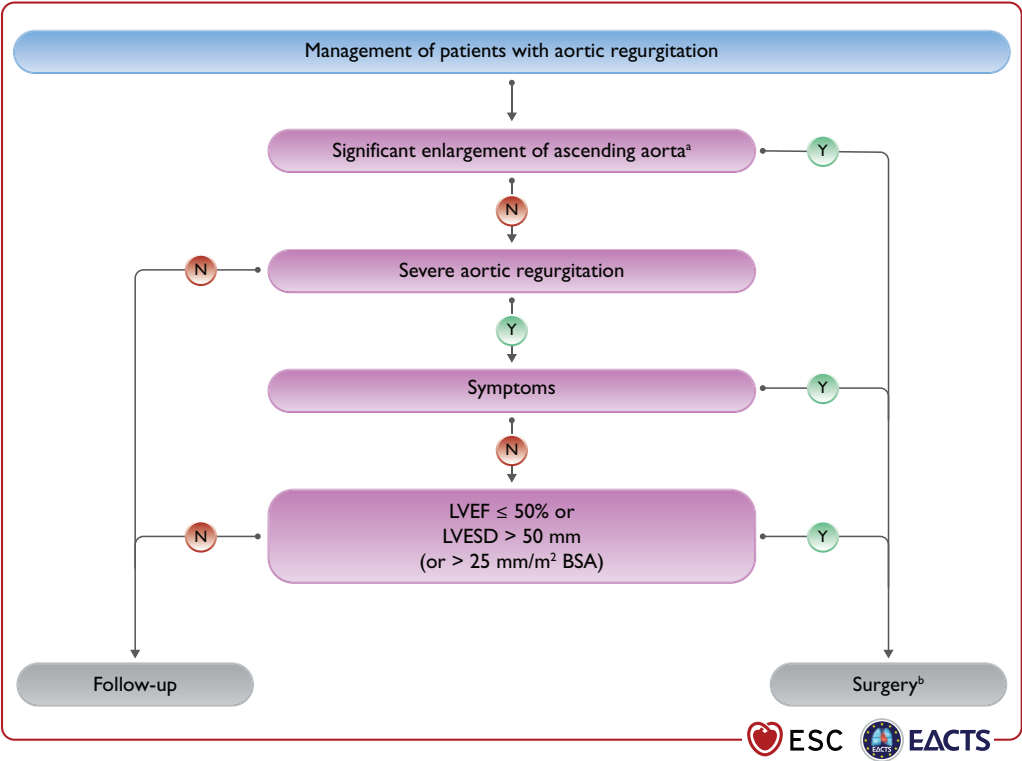 Management of patients with aortic regurgitation
Significant enlargement of ascending aortaᵃ
Y
N
Severe aortic regurgitation
N
Y
Symptoms
Y
N
LVEF ≤ 50% or
LVESD > 50 mm
(or > 25 mm/m² BSA)
N
Y
Follow-up
Surgeryᵇ
ESC
EACTS
EΔCTS